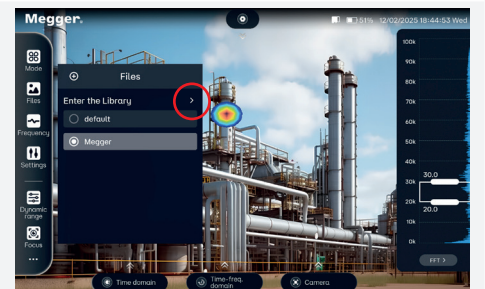 Megger.
51% 12/02/2025 18:44:53 Wed
Mode
Files
Frequency
Settings
Dynamic
range
Focus
Files
Enter the Library
default
Megger
100k
90k
80k
70k
60k
50k
40k
30k
20k
10k
0k
30.0
20.0
FFT
Time domain
Time-freq.
domain
Camera